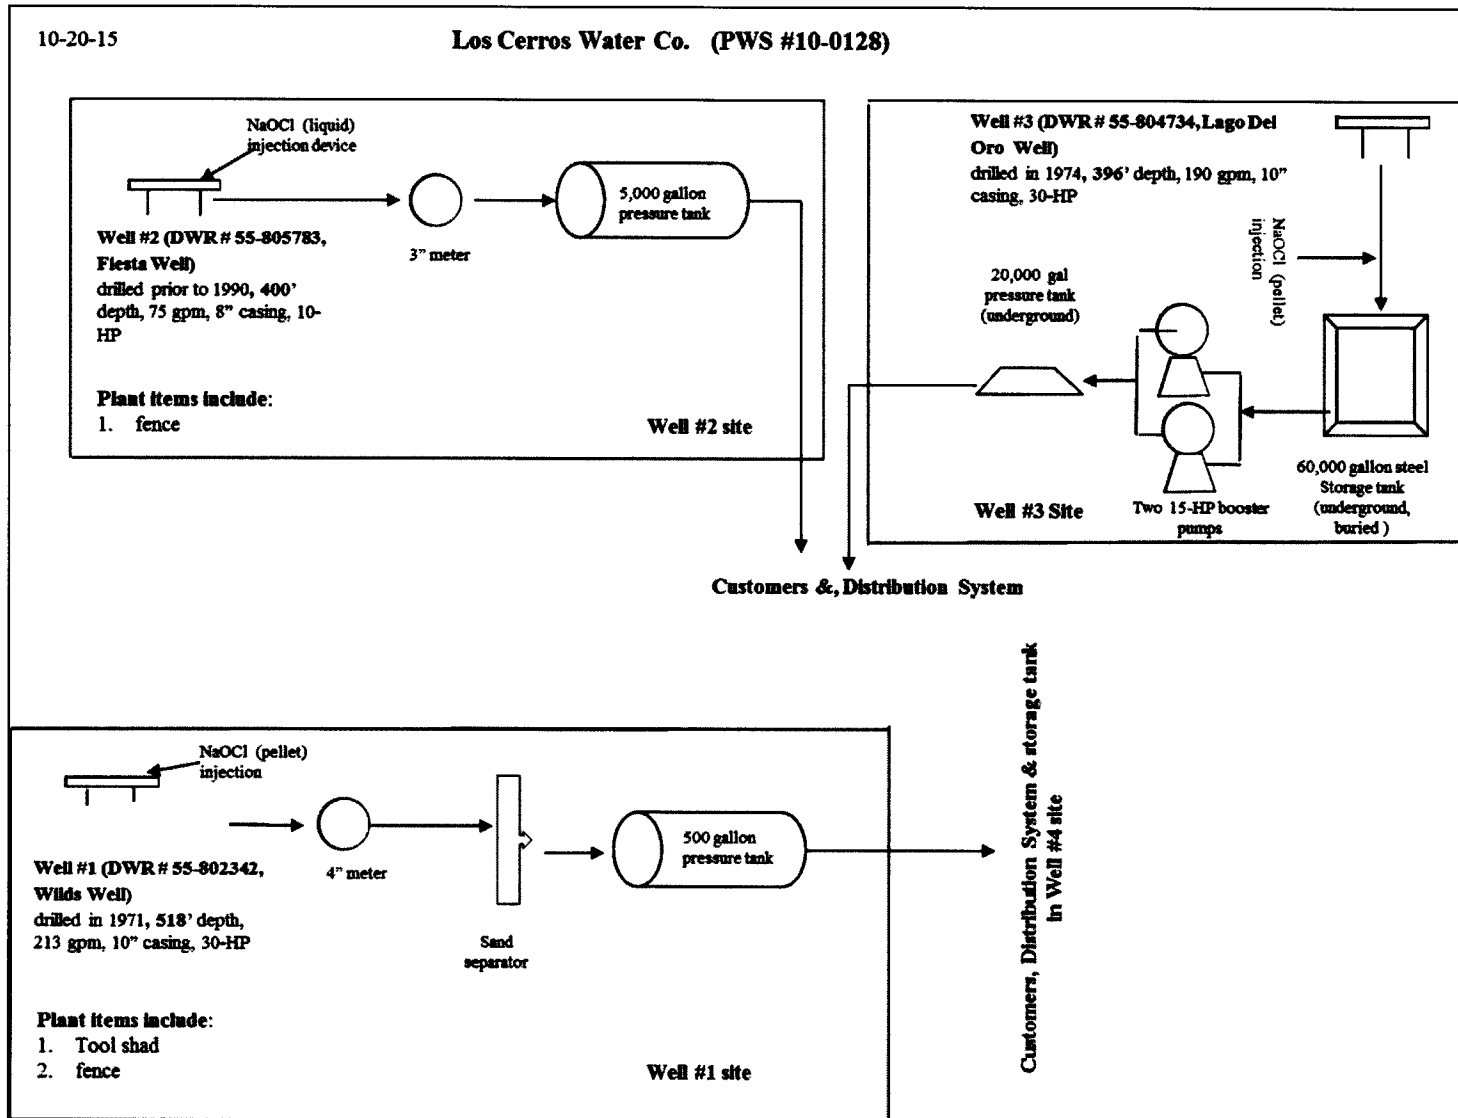 10-20-15
Los Cerros Water Co. (PWS #10-0128)
NaOCl (liquid)
injection device
5,000 gallon
pressure tank
3” meter
Well #2 (DWR # 55-805783,
Fiesta Well)
drilled prior to 1990, 400’
depth, 75 gpm, 8” casing, 10-
HP
Plant items include:
1. fence
Well #2 site
Well #3 (DWR # 55-804734, Lago Del
Oro Well)
drilled in 1974, 396’ depth, 190 gpm, 10”
casing, 30-HP
NaOCl (pellet)
injection
20,000 gal
pressure tank
(underground)
Well #3 Site
Two 15-HP booster
pumps
60,000 gallon steel
Storage tank
(underground,
buried )
Customers &, Distribution System
NaOCl (pellet)
injection
4” meter
Sand
separator
500 gallon
pressure tank
Well #1 (DWR # 55-802342,
Wilds Well)
drilled in 1971, 518’ depth,
213 gpm, 10” casing, 30-HP
Plant items include:
1. Tool shad
2. fence
Well #1 site
Customers, Distribution System & storage tank
in Well #4 site